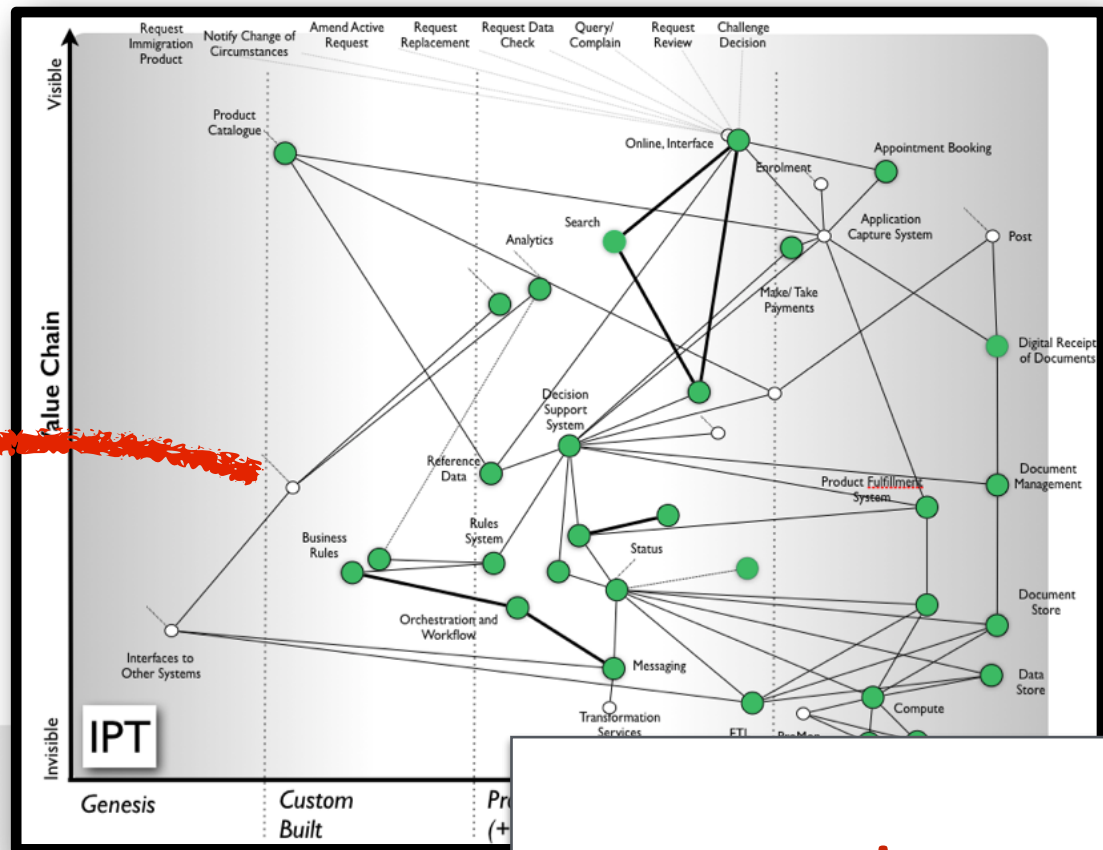 Request
Immigration
Product
Notify Change of
Circumstances
Amend Active
Request
Request
Replacement
Request Data
Check
Query/
Complain
Request
Review
Challenge
Decision
Visible
Product
Catalogue
Online, Interface
Appointment Booking
Enrolment
Search
Application
Capture System
Analytics
Post
Make/ Take
Payments
Value Chain
Digital Receipt
of Documents
Decision
Support
System
Reference
Data
Product Fulfillment
System
Document
Management
Business
Rules
Rules
System
Status
Orchestration and
Workflow
Document
Store
Interfaces to
Other Systems
Messaging
Data
Store
Compute
Transformation
Services
ETL
Invisible
IPT
Genesis
Custom
Built
Pr
(+